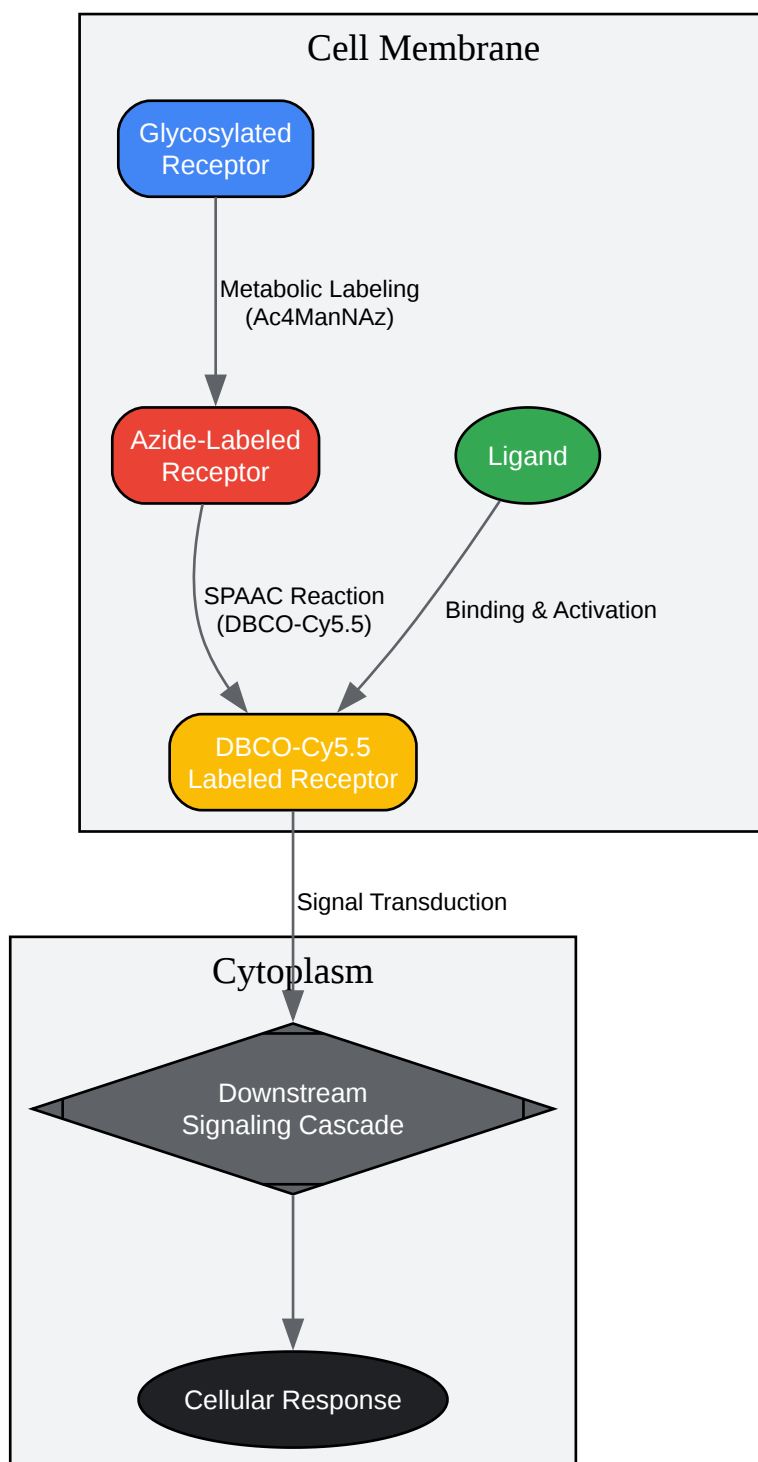 Cell Membrane
Glycosylated
Receptor
Metabolic Labeling
(Ac4ManNAz)
Azide-Labeled
Receptor
Ligand
SPAAC Reaction
(DBCO-Cy5.5)
Binding & Activation
DBCO-Cy5.5
Labeled Receptor
Signal Transduction
Cytoplasm
Downstream
Signaling Cascade
Cellular Response